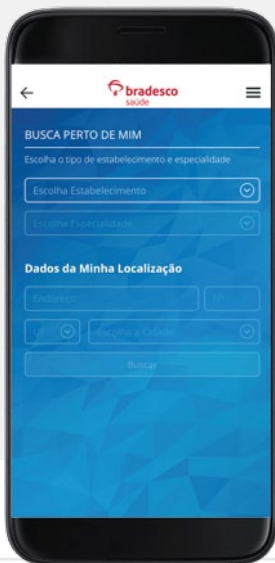 bradesco
saúde
BUSCA PERTO DE MIM
Escolha o tipo de estabelecimento e especialidade
Escolha Estabelecimento
Escolha Especialidade
Dados da Minha Localização
Endereço Nº
UF Escolha a Cidade
Buscar